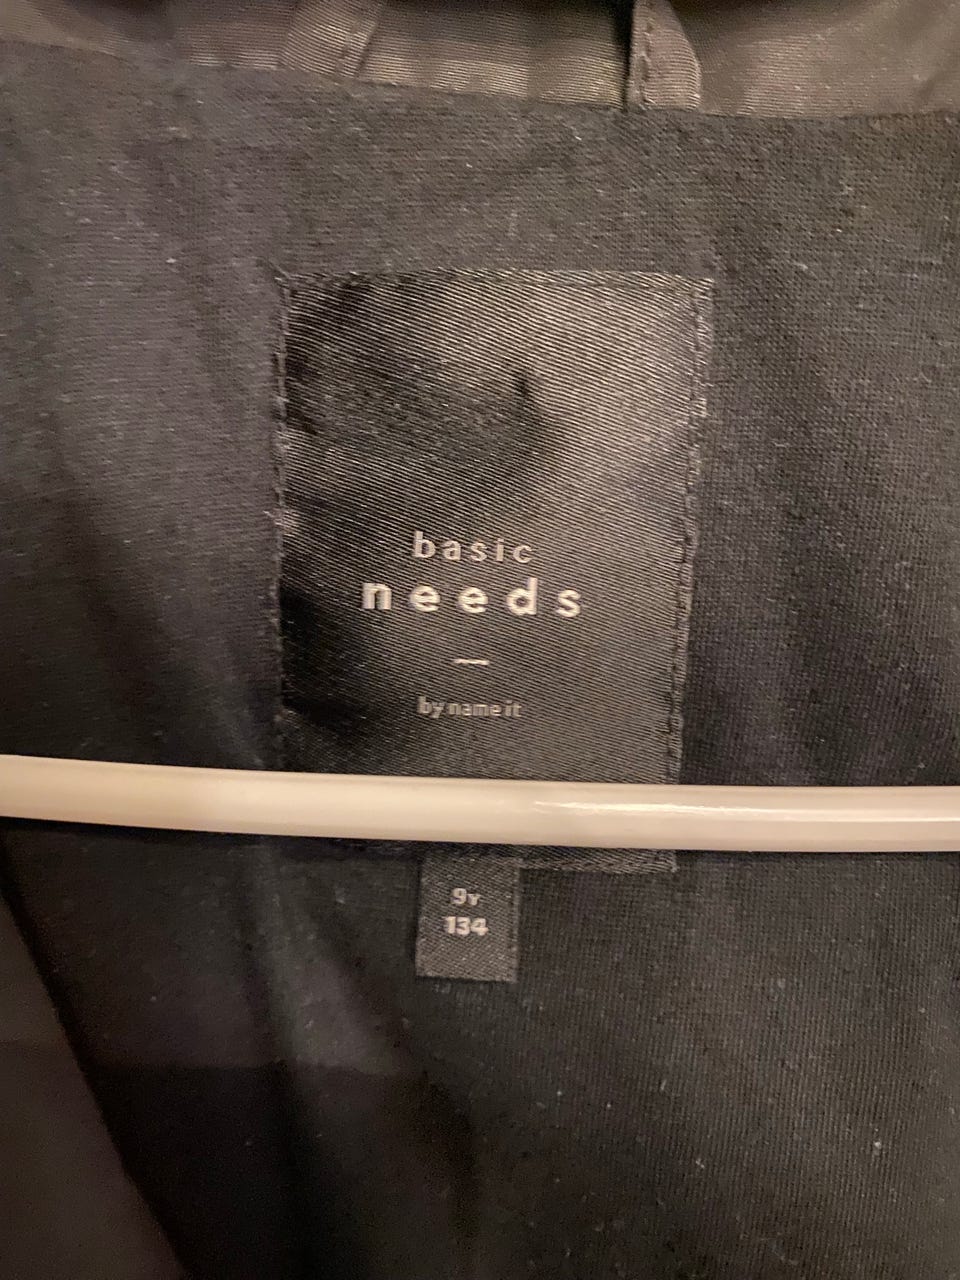 basic
needs
by name it
9Y
134